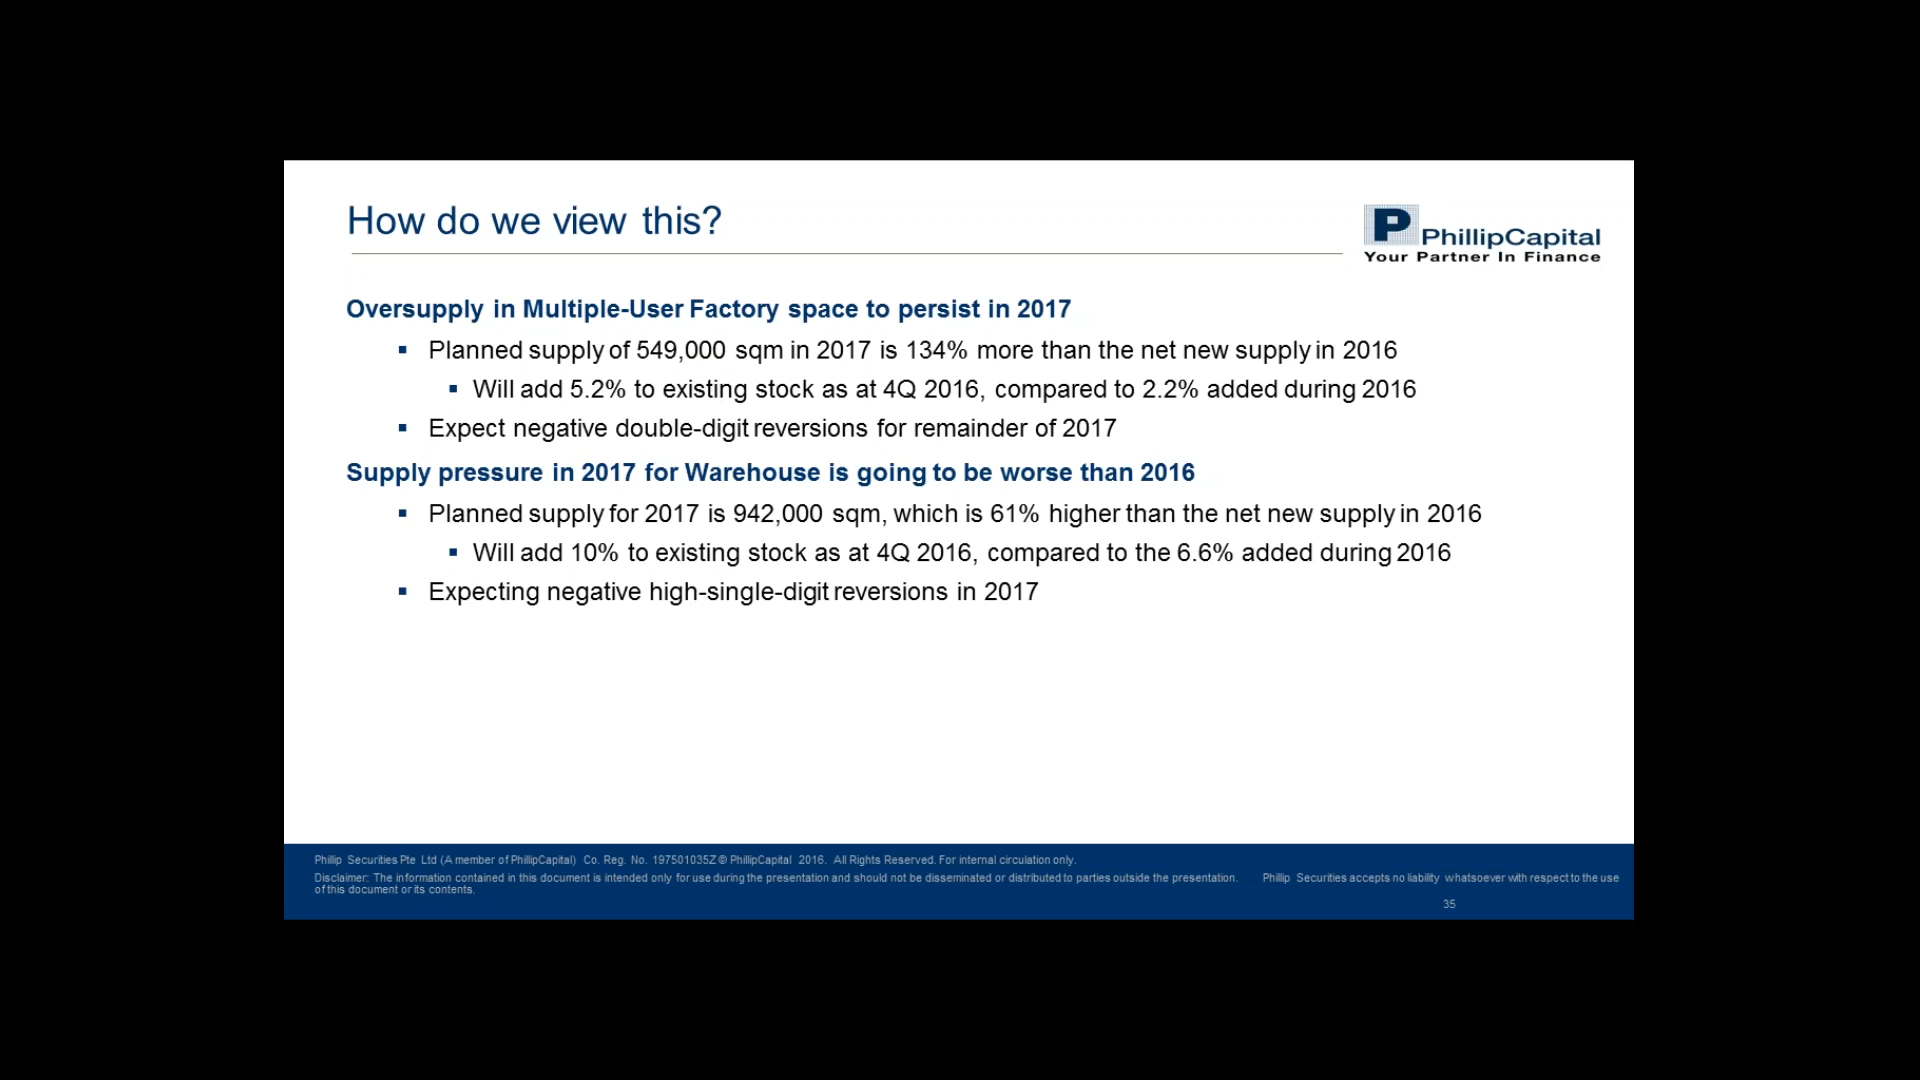 How do we view this?
P PhillipCapital
Your Partner In Finance
Oversupply in Multiple-User Factory space to persist in 2017
▪ Planned supply of 549,000 sqm in 2017 is 134% more than the net new supply in 2016
▪ Will add 5.2% to existing stock as at 4Q 2016, compared to 2.2% added during 2016
▪ Expect negative double-digit reversions for remainder of 2017
Supply pressure in 2017 for Warehouse is going to be worse than 2016
▪ Planned supply for 2017 is 942,000 sqm, which is 61% higher than the net new supply in 2016
▪ Will add 10% to existing stock as at 4Q 2016, compared to the 6.6% added during 2016
▪ Expecting negative high-single-digit reversions in 2017
Phillip Securities Pte Ltd (A member of PhillipCapital) Co. Reg. No. 197501035Z © PhillipCapital 2016. All Rights Reserved. For internal circulation only.
Disclaimer: The information contained in this document is intended only for use during the presentation and should not be disseminated or distributed to parties outside the presentation. Phillip Securities accepts no liability whatsoever with respect to the use
of this document or its contents.
35